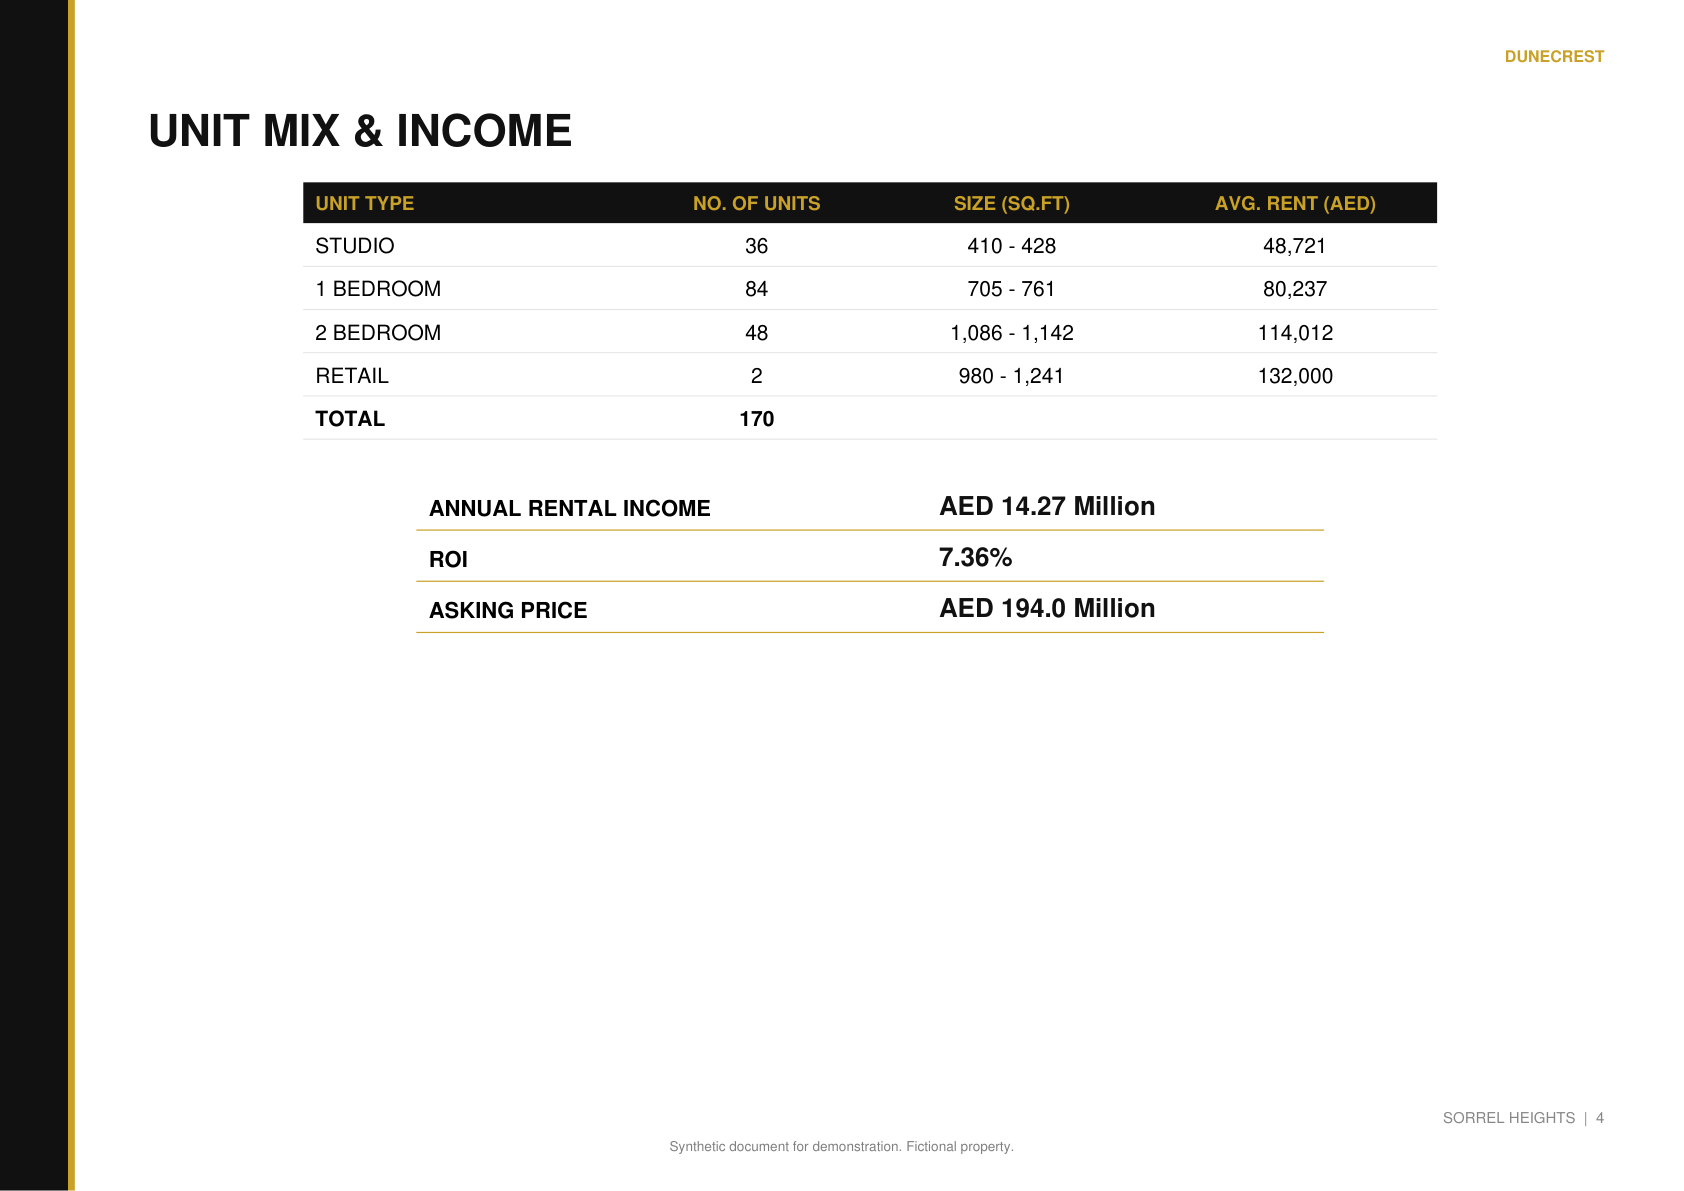 DUNECREST
UNIT MIX & INCOME
UNIT TYPE NO. OF UNITS SIZE (SQ.FT) AVG. RENT (AED)
STUDIO 36 410 - 428 48,721
1 BEDROOM 84 705 - 761 80,237
2 BEDROOM 48 1,086 - 1,142 114,012
RETAIL 2 980 - 1,241 132,000
TOTAL 170
ANNUAL RENTAL INCOME AED 14.27 Million
ROI 7.36%
ASKING PRICE AED 194.0 Million
SORREL HEIGHTS | 4
Synthetic document for demonstration. Fictional property.